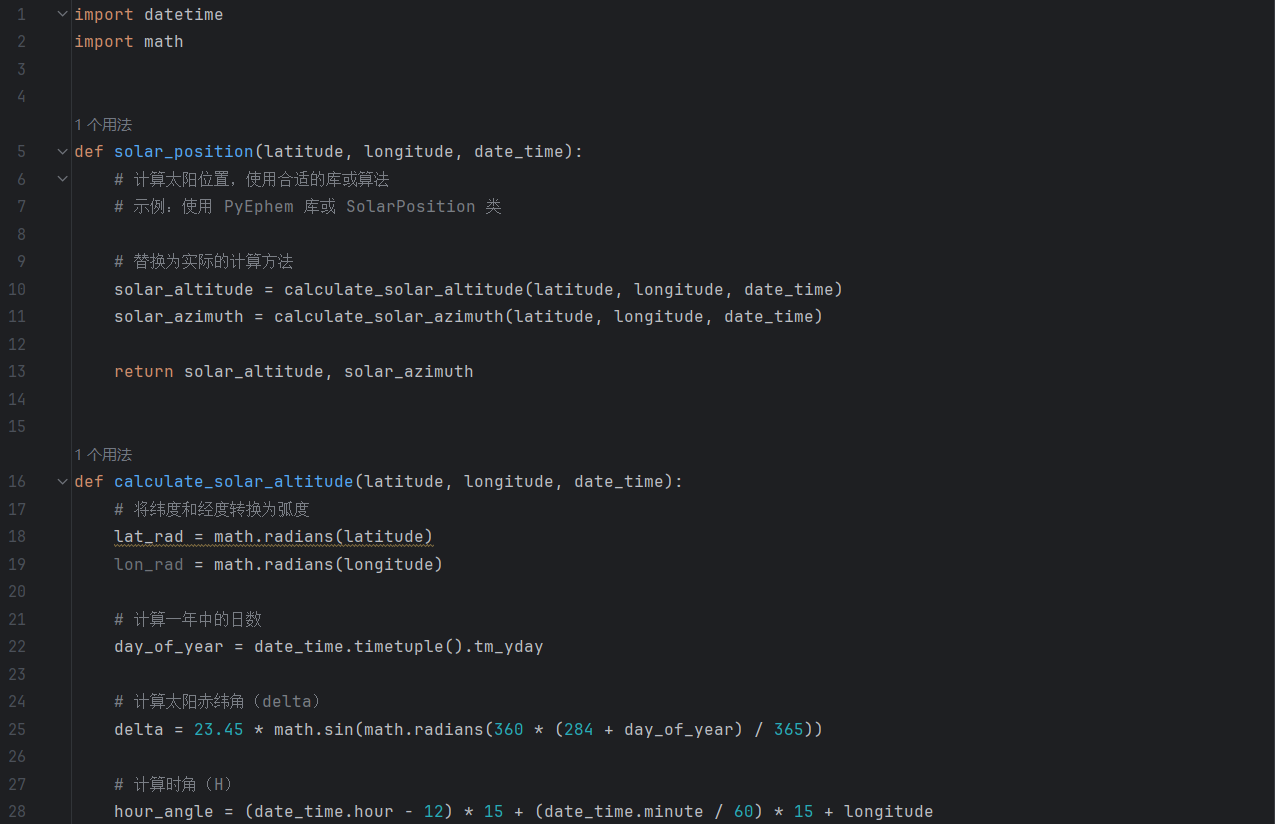 1 import datetime
2 import math
3
4
1 个用法
5 def solar_position(latitude, longitude, date_time):
6     # 计算太阳位置，使用合适的库或算法
7     # 示例：使用 PyEphem 库或 SolarPosition 类
8
9     # 替换为实际的计算方法
10     solar_altitude = calculate_solar_altitude(latitude, longitude, date_time)
11     solar_azimuth = calculate_solar_azimuth(latitude, longitude, date_time)
12
13     return solar_altitude, solar_azimuth
14
15
1 个用法
16 def calculate_solar_altitude(latitude, longitude, date_time):
17     # 将纬度和经度转换为弧度
18     lat_rad = math.radians(latitude)
19     lon_rad = math.radians(longitude)
20
21     # 计算一年中的日数
22     day_of_year = date_time.timetuple().tm_yday
23
24     # 计算太阳赤纬角（delta）
25     delta = 23.45 * math.sin(math.radians(360 * (284 + day_of_year) / 365))
26
27     # 计算时角（H）
28     hour_angle = (date_time.hour - 12) * 15 + (date_time.minute / 60) * 15 + longitude